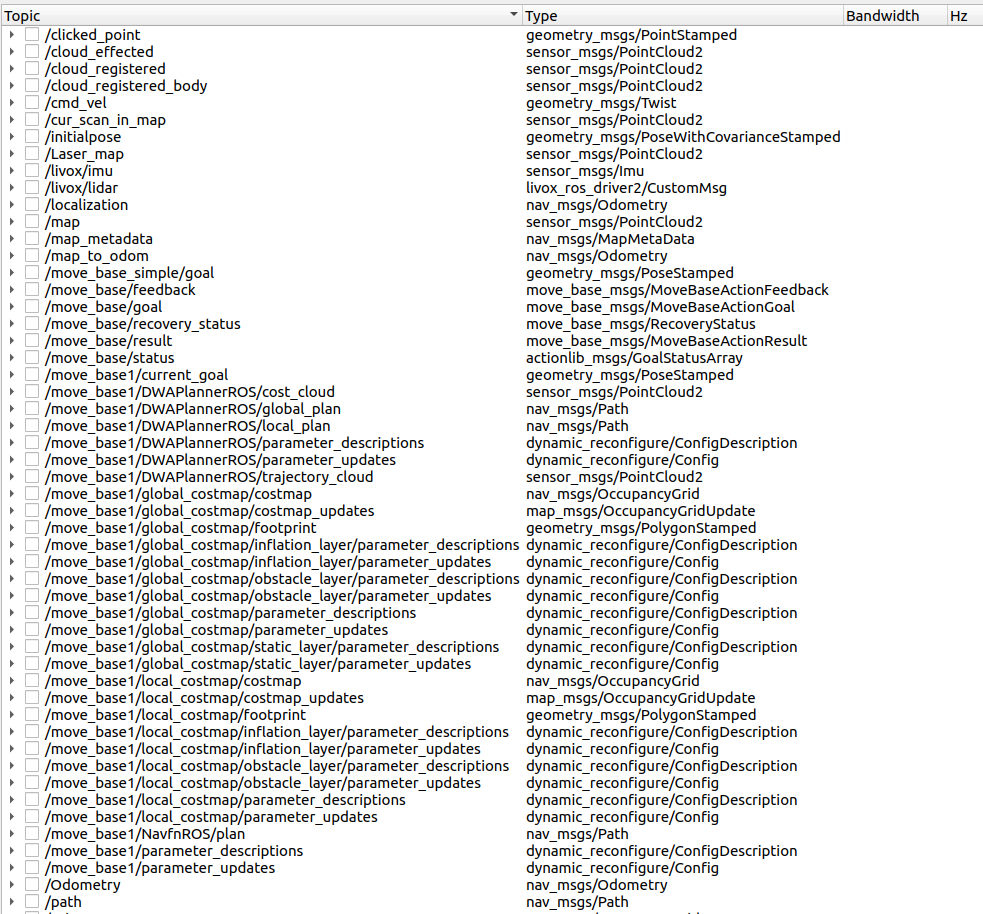 Topic Type Bandwidth Hz
/clicked_point geometry_msgs/PointStamped
/cloud_effected sensor_msgs/PointCloud2
/cloud_registered sensor_msgs/PointCloud2
/cloud_registered_body sensor_msgs/PointCloud2
/cmd_vel geometry_msgs/Twist
/cur_scan_in_map sensor_msgs/PointCloud2
/initialpose geometry_msgs/PoseWithCovarianceStamped
/Laser_map sensor_msgs/PointCloud2
/livox/imu sensor_msgs/Imu
/livox/lidar livox_ros_driver2/CustomMsg
/localization nav_msgs/Odometry
/map sensor_msgs/PointCloud2
/map_metadata nav_msgs/MapMetaData
/map_to_odom nav_msgs/Odometry
/move_base_simple/goal geometry_msgs/PoseStamped
/move_base/feedback move_base_msgs/MoveBaseActionFeedback
/move_base/goal move_base_msgs/MoveBaseActionGoal
/move_base/recovery_status move_base_msgs/RecoveryStatus
/move_base/result move_base_msgs/MoveBaseActionResult
/move_base/status actionlib_msgs/GoalStatusArray
/move_base1/current_goal geometry_msgs/PoseStamped
/move_base1/DWAPlannerROS/cost_cloud sensor_msgs/PointCloud2
/move_base1/DWAPlannerROS/global_plan nav_msgs/Path
/move_base1/DWAPlannerROS/local_plan nav_msgs/Path
/move_base1/DWAPlannerROS/parameter_descriptions dynamic_reconfigure/ConfigDescription
/move_base1/DWAPlannerROS/parameter_updates dynamic_reconfigure/Config
/move_base1/DWAPlannerROS/trajectory_cloud sensor_msgs/PointCloud2
/move_base1/global_costmap/costmap nav_msgs/OccupancyGrid
/move_base1/global_costmap/costmap_updates map_msgs/OccupancyGridUpdate
/move_base1/global_costmap/footprint geometry_msgs/PolygonStamped
/move_base1/global_costmap/inflation_layer/parameter_descriptions dynamic_reconfigure/ConfigDescription
/move_base1/global_costmap/inflation_layer/parameter_updates dynamic_reconfigure/Config
/move_base1/global_costmap/obstacle_layer/parameter_descriptions dynamic_reconfigure/ConfigDescription
/move_base1/global_costmap/obstacle_layer/parameter_updates dynamic_reconfigure/Config
/move_base1/global_costmap/parameter_descriptions dynamic_reconfigure/ConfigDescription
/move_base1/global_costmap/parameter_updates dynamic_reconfigure/Config
/move_base1/global_costmap/static_layer/parameter_descriptions dynamic_reconfigure/ConfigDescription
/move_base1/global_costmap/static_layer/parameter_updates dynamic_reconfigure/Config
/move_base1/local_costmap/costmap nav_msgs/OccupancyGrid
/move_base1/local_costmap/costmap_updates map_msgs/OccupancyGridUpdate
/move_base1/local_costmap/footprint geometry_msgs/PolygonStamped
/move_base1/local_costmap/inflation_layer/parameter_descriptions dynamic_reconfigure/ConfigDescription
/move_base1/local_costmap/inflation_layer/parameter_updates dynamic_reconfigure/Config
/move_base1/local_costmap/obstacle_layer/parameter_descriptions dynamic_reconfigure/ConfigDescription
/move_base1/local_costmap/obstacle_layer/parameter_updates dynamic_reconfigure/Config
/move_base1/local_costmap/parameter_descriptions dynamic_reconfigure/ConfigDescription
/move_base1/local_costmap/parameter_updates dynamic_reconfigure/Config
/move_base1/NavfnROS/plan nav_msgs/Path
/move_base1/parameter_descriptions dynamic_reconfigure/ConfigDescription
/move_base1/parameter_updates dynamic_reconfigure/Config
/Odometry nav_msgs/Odometry
/path nav_msgs/Path